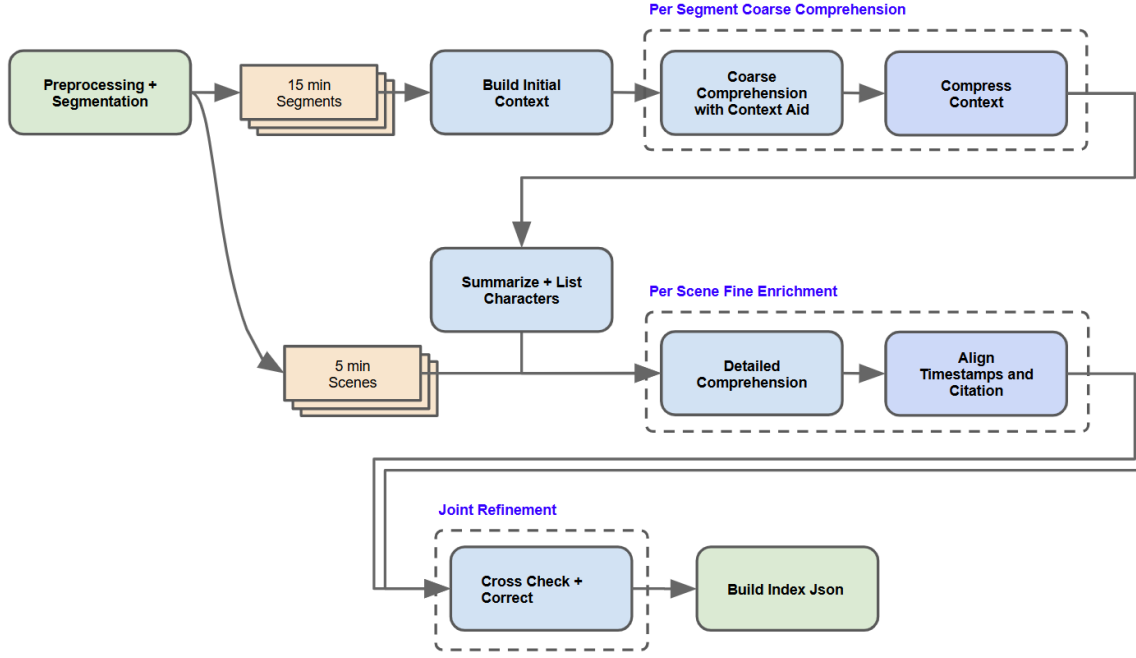 Per Segment Coarse Comprehension
Preprocessing +
Segmentation
15 min
Segments
Build Initial
Context
Coarse
Comprehension
with Context Aid
Compress
Context
Summarize + List
Characters
Per Scene Fine Enrichment
5 min
Scenes
Detailed
Comprehension
Align
Timestamps and
Citation
Joint Refinement
Cross Check +
Correct
Build Index Json